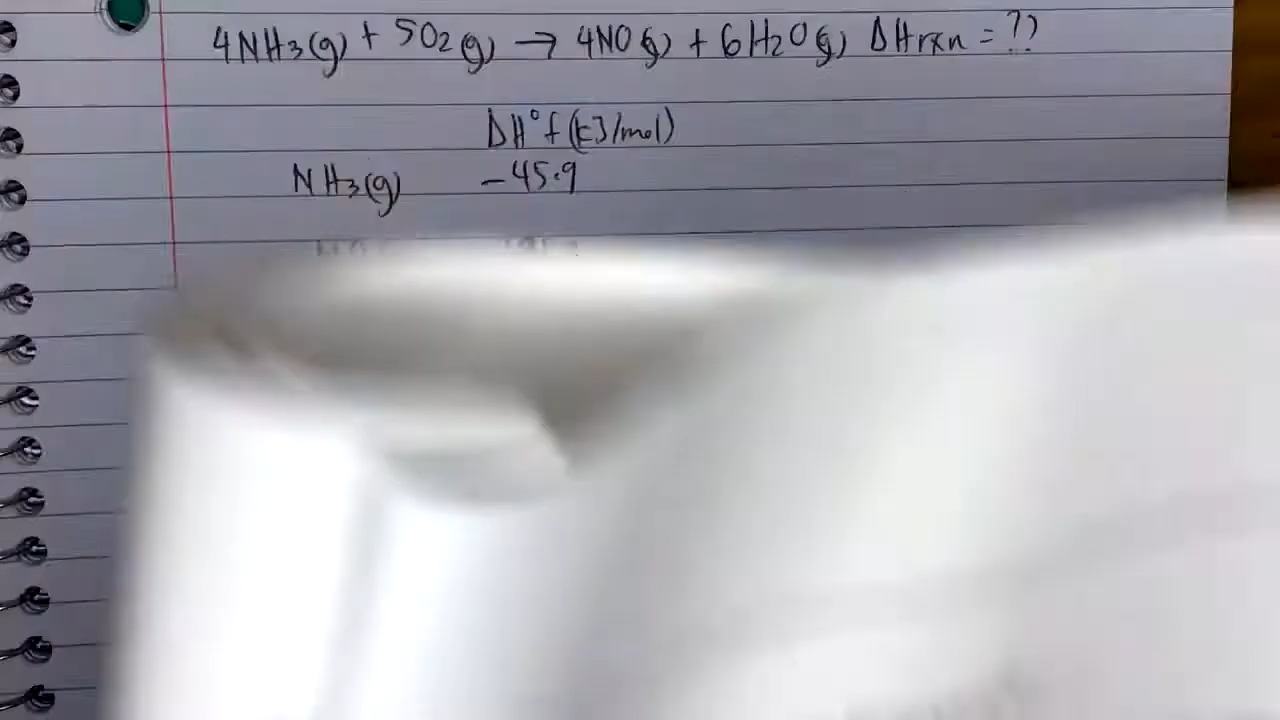 4NH3(g) + 5O2(g) → 4NO(g) + 6H2O(g) ΔHrxn = ??
ΔH°f (kJ/mol)
NH3(g) -45.9